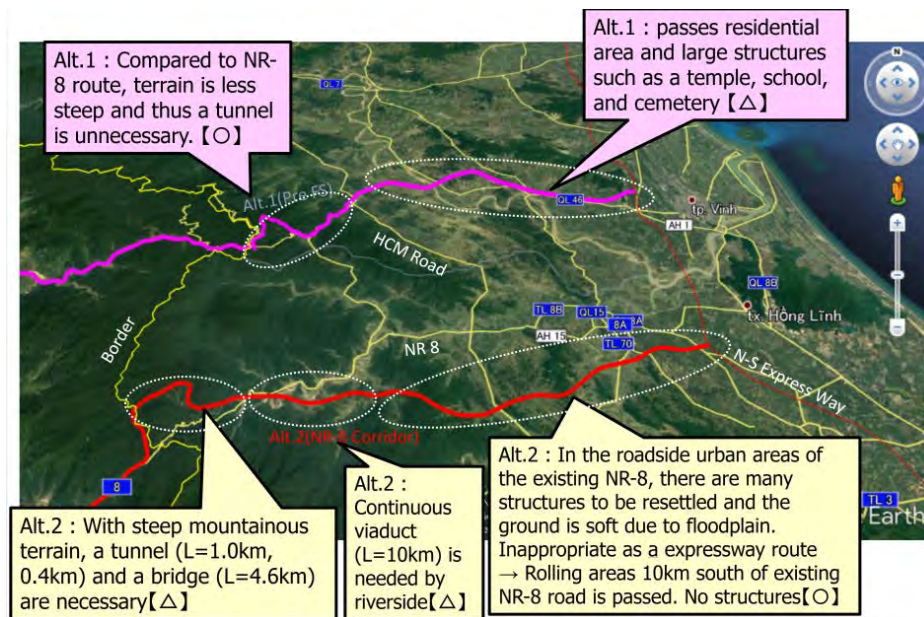 Alt.1 : Compared to NR-
8 route, terrain is less
steep and thus a tunnel
is unnecessary.【○】
Alt.1 : passes residential
area and large structures
such as a temple, school,
and cemetery【△】
N
QL 7
Alt.1(Pre-FS)
QL 46
tp. Vinh
AH 1
HCM Road
QL 8B
TL 8B
QL15
8A
8A
tx. Hồng Lĩnh
AH 15
TL 70
NR 8
Border
N-S Express Way
Alt.2(NR-8 Corridor)
8
TL 3
Earth
Alt.2 : With steep mountainous
terrain, a tunnel (L=1.0km,
0.4km) and a bridge (L=4.6km)
are necessary【△】
Alt.2 :
Continuous
viaduct
(L=10km) is
needed by
riverside【△】
Alt.2 : In the roadside urban areas of
the existing NR-8, there are many
structures to be resettled and the
ground is soft due to floodplain.
Inappropriate as a expressway route
→ Rolling areas 10km south of existing
NR-8 road is passed. No structures【○】